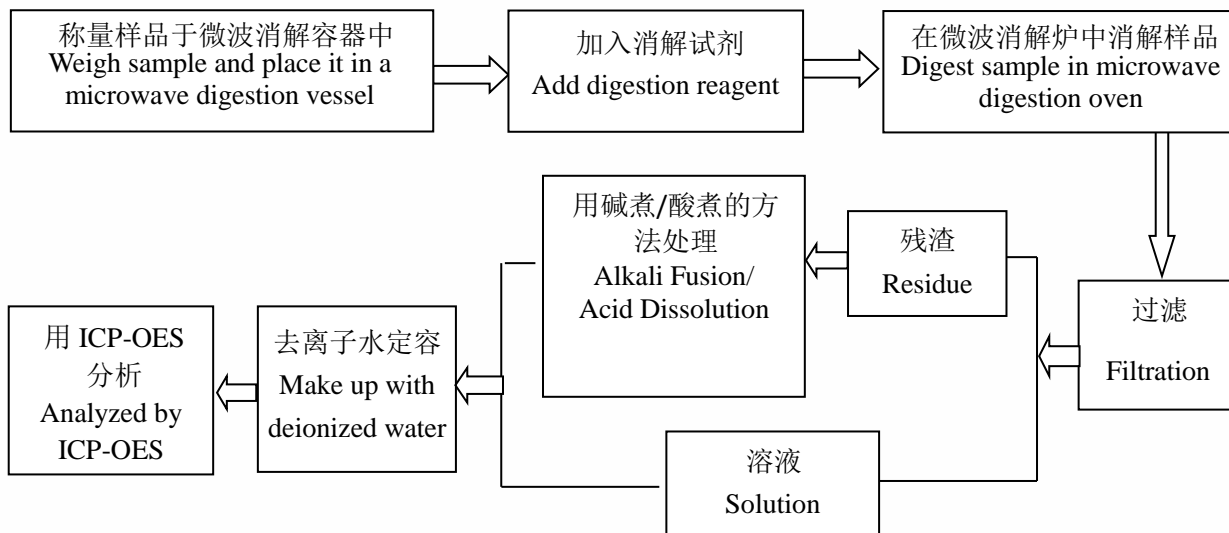 称量样品于微波消解容器中
Weigh sample and place it in a
microwave digestion vessel
加入消解试剂
Add digestion reagent
在微波消解炉中消解样品
Digest sample in microwave
digestion oven
过滤
Filtration
残渣
Residue
用碱煮/酸煮的方
法处理
Alkali Fusion/
Acid Dissolution
溶液
Solution
去离子水定容
Make up with
deionized water
用 ICP-OES
分析
Analyzed by
ICP-OES